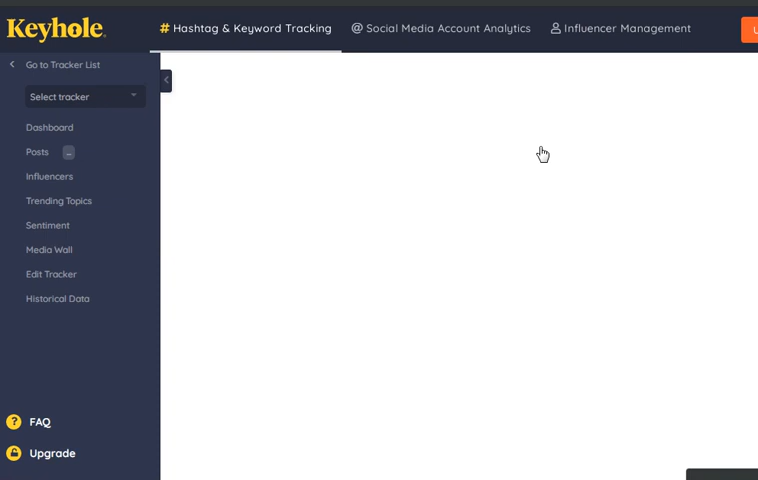 Keyhole
# Hashtag & Keyword Tracking
@ Social Media Account Analytics
Influencer Management
Go to Tracker List
Select tracker
Dashboard
Posts
Influencers
Trending Topics
Sentiment
Media Wall
Edit Tracker
Historical Data
? FAQ
Upgrade